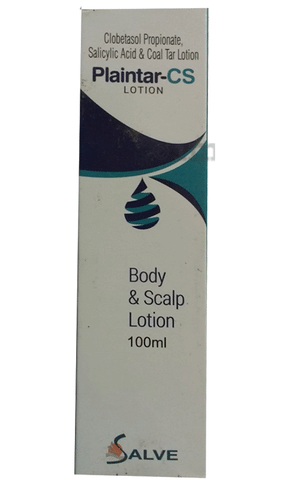 Clobetasol Propionate,
Salicylic Acid & Coal Tar Lotion
Plaintar-CS
LOTION
Body
& Scalp
Lotion
100ml
SALVE